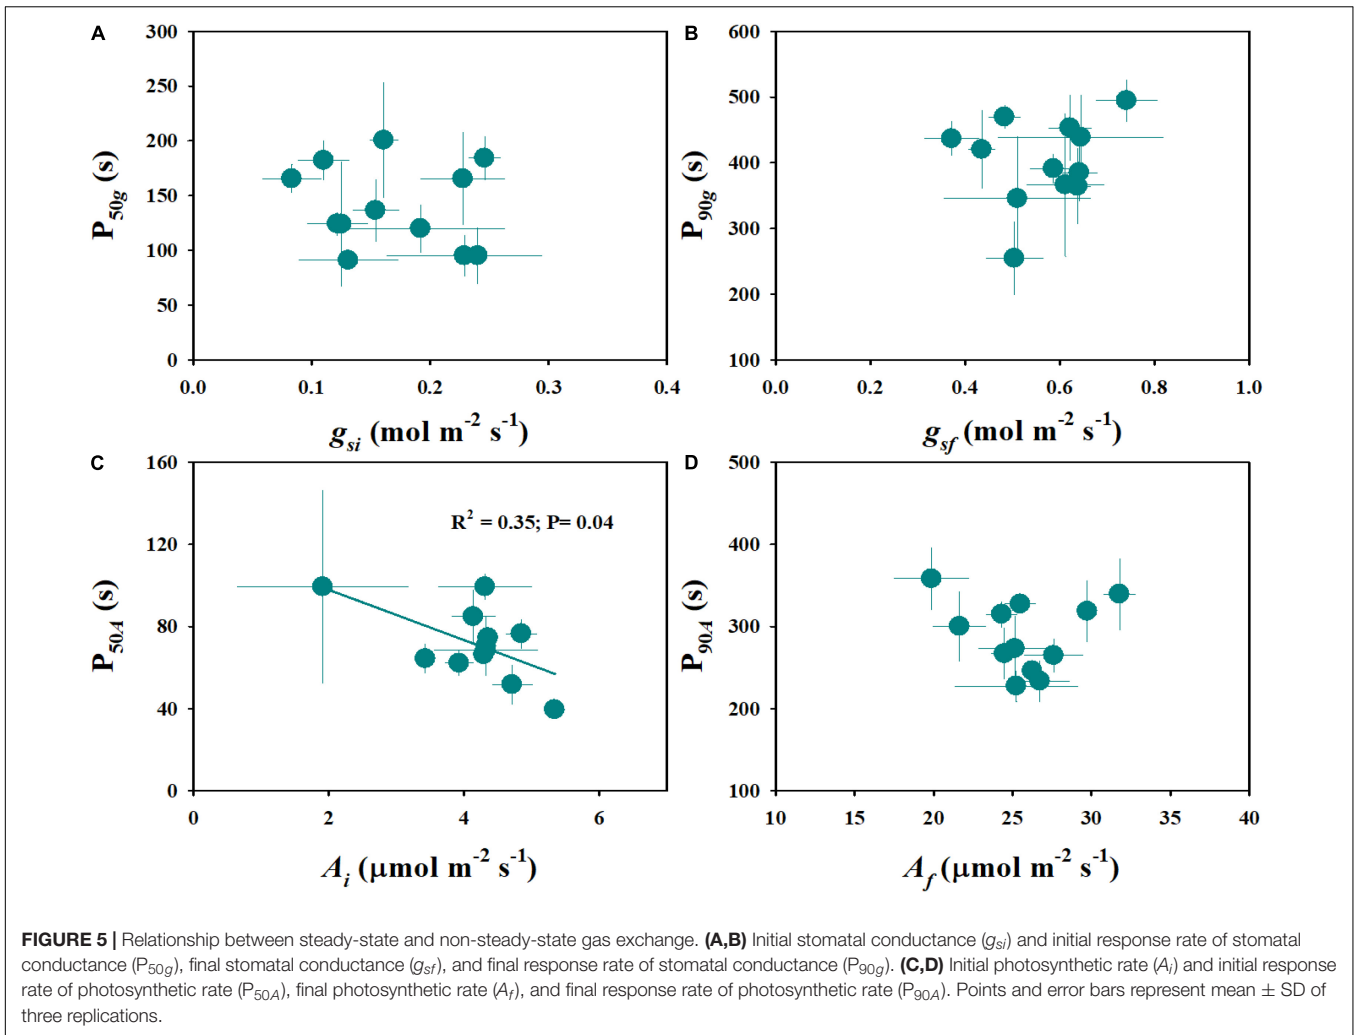 A
300
250
200
150
100
50
0
P50g (s)
0.0 0.1 0.2 0.3 0.4
gsi (mol m-2 s-1)
B
600
500
400
300
200
100
P90g (s)
0.0 0.2 0.4 0.6 0.8 1.0
gsf (mol m-2 s-1)
C
160
120
80
40
0
P50A (s)
R2 = 0.35; P= 0.04
0 2 4 6
Ai (μmol m-2 s-1)
D
500
400
300
200
100
P90A (s)
10 15 20 25 30 35 40
Af (μmol m-2 s-1)
FIGURE 5 | Relationship between steady-state and non-steady-state gas exchange. (A,B) Initial stomatal conductance (gsi) and initial response rate of stomatal
conductance (P50g), final stomatal conductance (gsf), and final response rate of stomatal conductance (P90g). (C,D) Initial photosynthetic rate (Ai) and initial response
rate of photosynthetic rate (P50A), final photosynthetic rate (Af), and final response rate of photosynthetic rate (P90A). Points and error bars represent mean ± SD of
three replications.